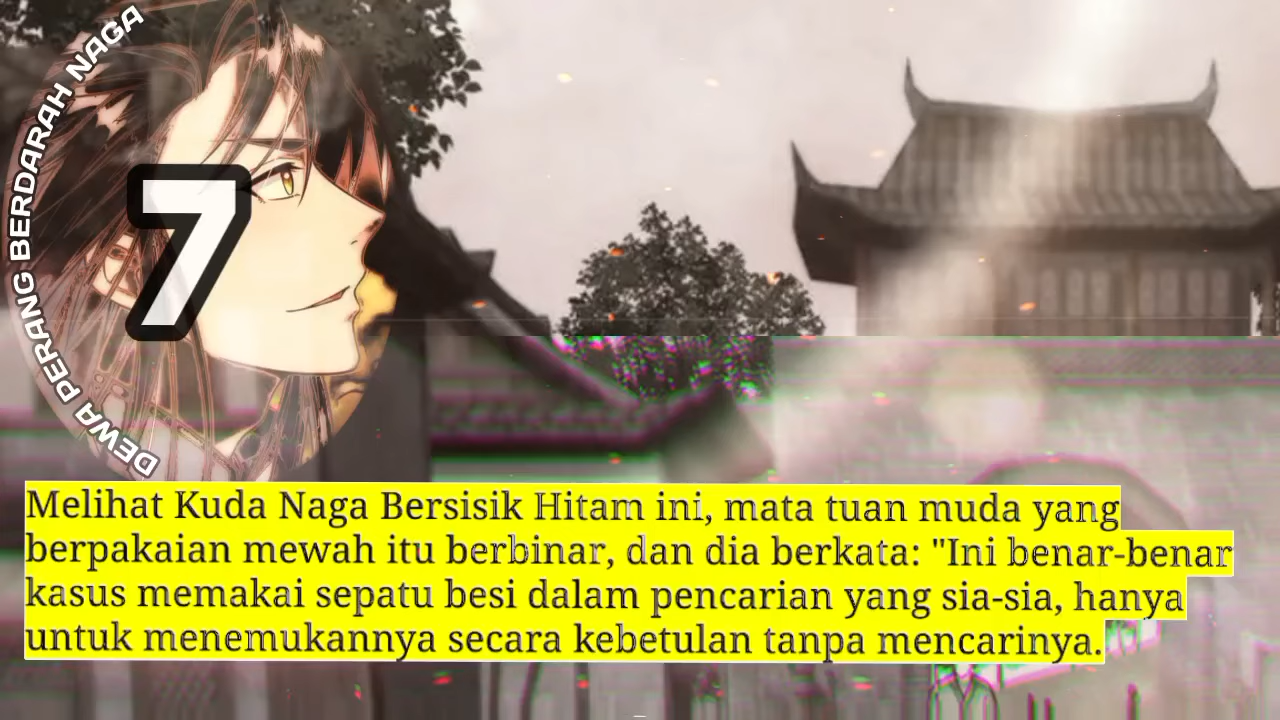 DEWA PERANG BERDARAH NAGA
7
Melihat Kuda Naga Bersisik Hitam ini, mata tuan muda yang
berpakaian mewah itu berbinar, dan dia berkata: "Ini benar-benar
kasus memakai sepatu besi dalam pencarian yang sia-sia, hanya
untuk menemukannya secara kebetulan tanpa mencarinya.